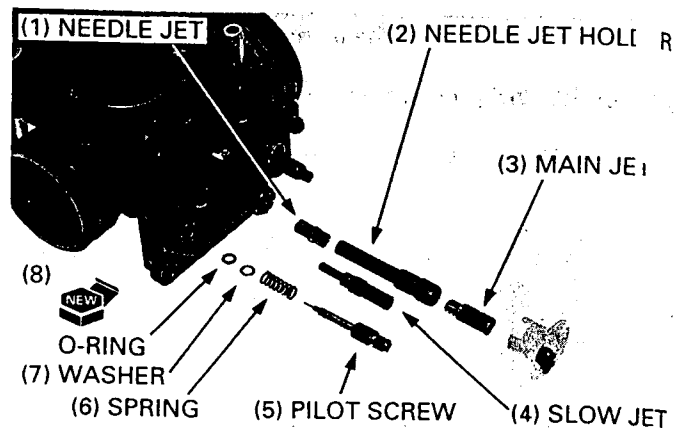 (1) NEEDLE JET
(2) NEEDLE JET HOL R
(3) MAIN JE
(8)
NEW
O-RING
(7) WASHER
(6) SPRING
(5) PILOT SCREW
(4) SLOW JET